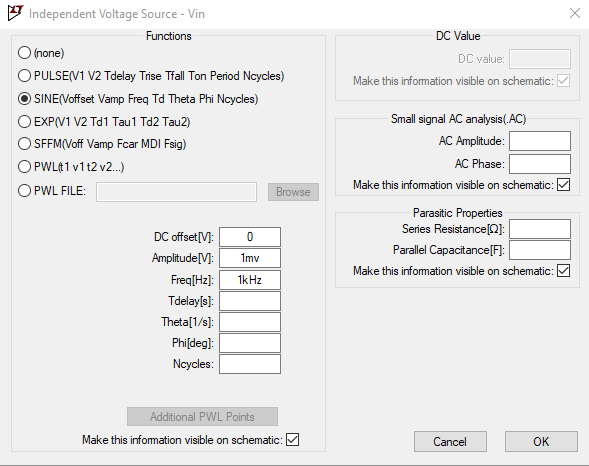 Independent Voltage Source - Vin
Functions
(none)
PULSE(V1 V2 Tdelay Trise Tfall Ton Period Ncycles)
SINE(Voffset Vamp Freq Td Theta Phi Ncycles)
EXP(V1 V2 Td1 Tau1 Td2 Tau2)
SFFM(Voff Vamp Fcar MDI Fsig)
PWL(t1 v1 t2 v2...)
PWL FILE:
Browse
DC offset[V]: 0
Amplitude[V]: 1mv
Freq[Hz]: 1kHz
Tdelay[s]:
Theta[1/s]:
Phi[deg]:
Ncycles:
Additional PWL Points
Make this information visible on schematic:
DC Value
DC value:
Make this information visible on schematic:
Small signal AC analysis(.AC)
AC Amplitude:
AC Phase:
Make this information visible on schematic:
Parasitic Properties
Series Resistance[Ω]:
Parallel Capacitance[F]:
Make this information visible on schematic:
Cancel
OK